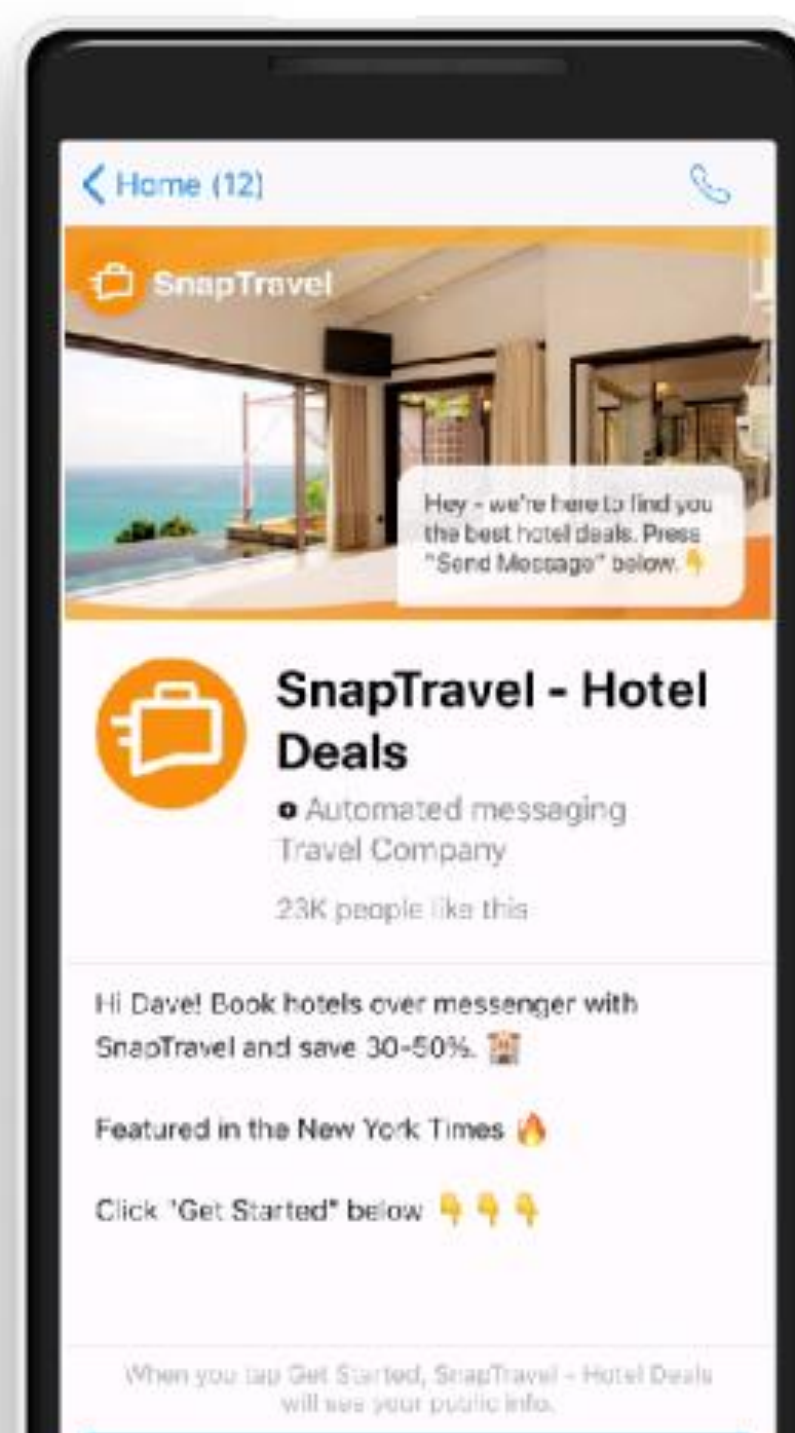 Home (12)
SnapTravel
Hey - we're here to find you
the best hotel deals. Press
"Send Message" below. 👇
SnapTravel - Hotel
Deals
Automated messaging
Travel Company
23K people like this
Hi Dave! Book hotels over messenger with
SnapTravel and save 30-50%. 🏨
Featured in the New York Times 🔥
Click "Get Started" below 👇 👇 👇
When you tap Get Started, SnapTravel - Hotel Deals
will see your public info.